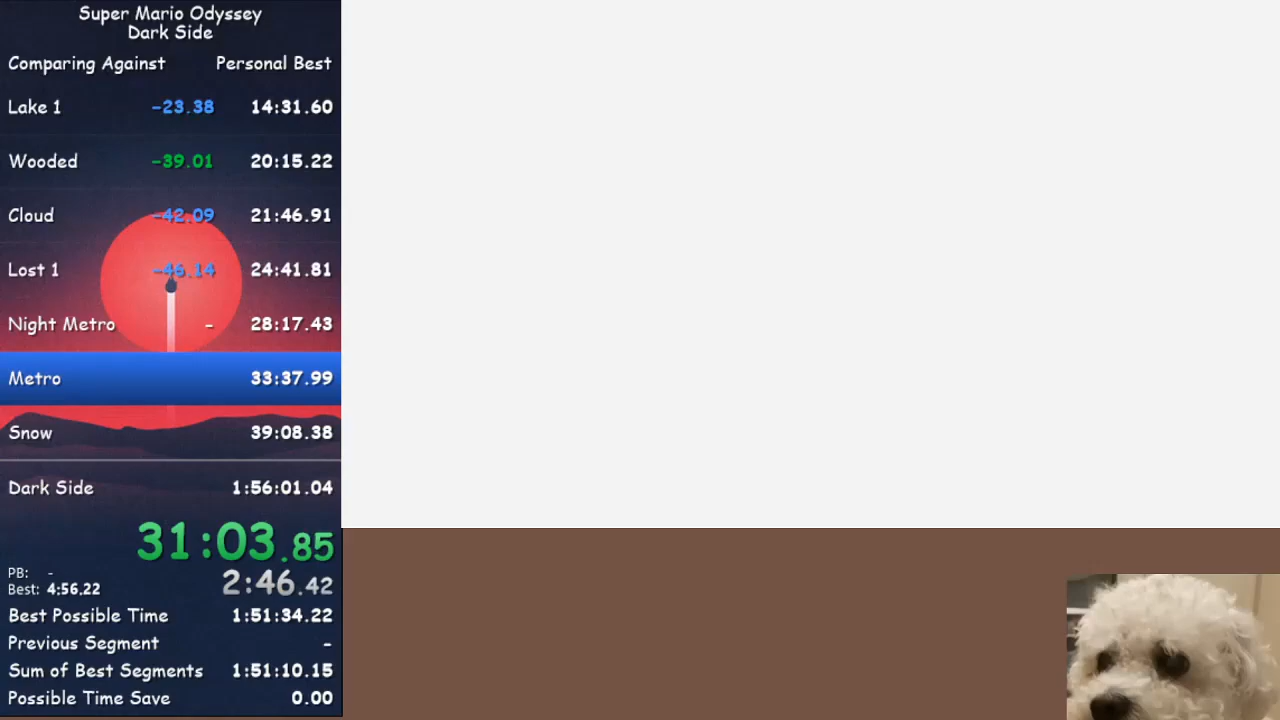 Super Mario Odyssey
Dark Side
Comparing Against Personal Best
Lake 1 -23.38 14:31.60
Wooded -39.01 20:15.22
Cloud -42.09 21:46.91
Lost 1 -46.14 24:41.81
Night Metro - 28:17.43
Metro 33:37.99
Snow 39:08.38
Dark Side 1:56:01.04
31:03.85
PB: -
Best: 4:56.22 2:46.42
Best Possible Time 1:51:34.22
Previous Segment -
Sum of Best Segments 1:51:10.15
Possible Time Save 0.00